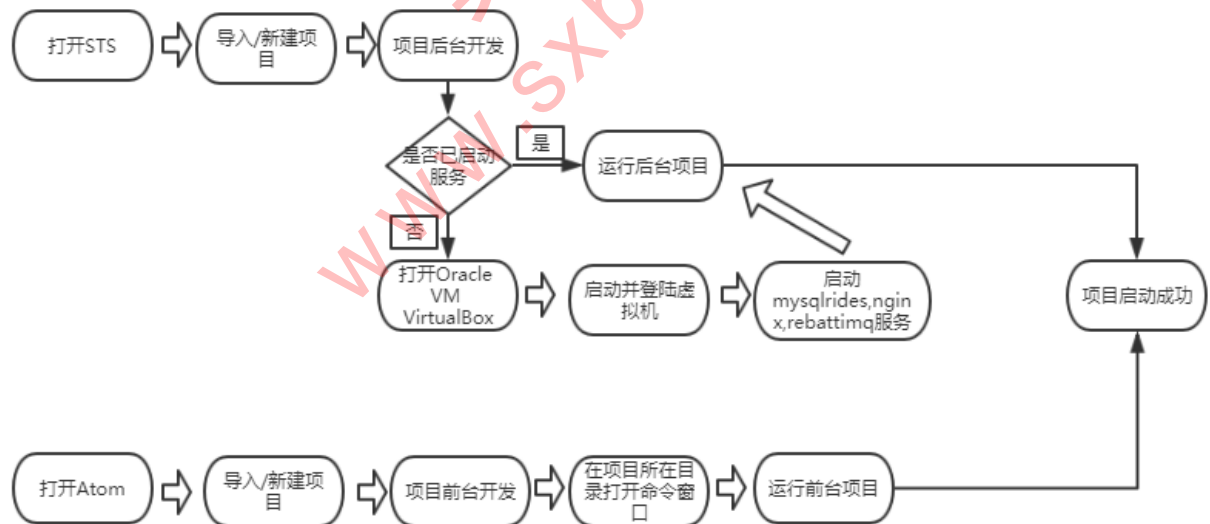 打开STS
导入/新建项
目
项目后台开发
是否已启动
服务
是
运行后台项目
否
打开Oracle
VM
VirtualBox
启动并登陆虚
拟机
启动
mysqlrides,ngin
x,rebattimq服务
项目启动成功
打开Atom
导入/新建项
目
项目前台开发
在项目所在目
录打开命令窗
口
运行前台项目
www.sxb